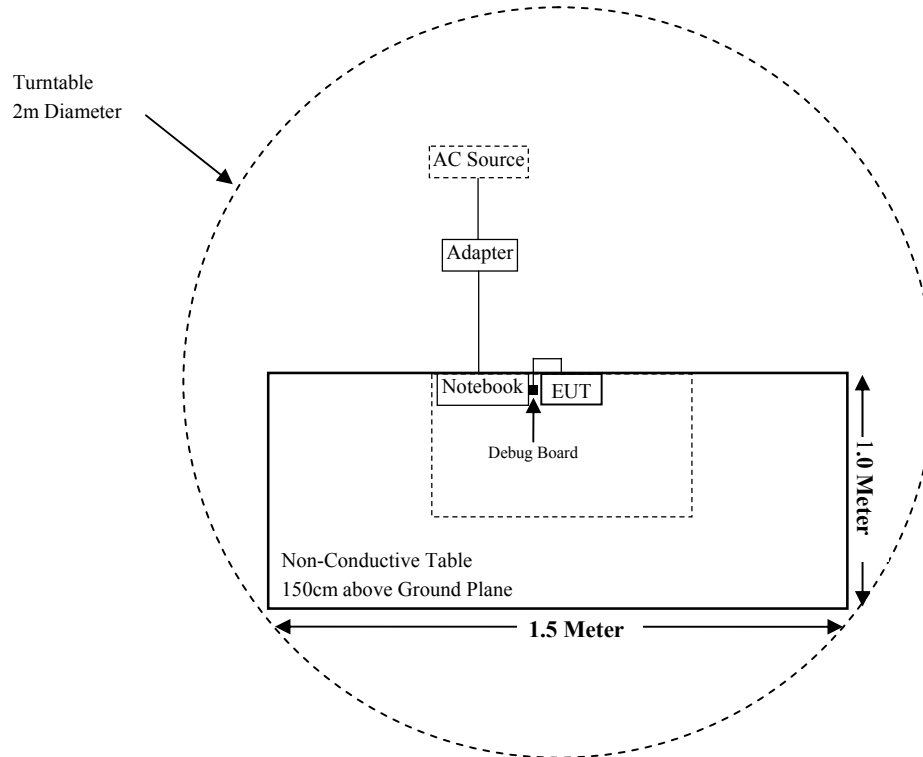 Turntable
2m Diameter
AC Source
Adapter
Notebook
EUT
Debug Board
1.0 Meter
Non-Conductive Table
150cm above Ground Plane
1.5 Meter